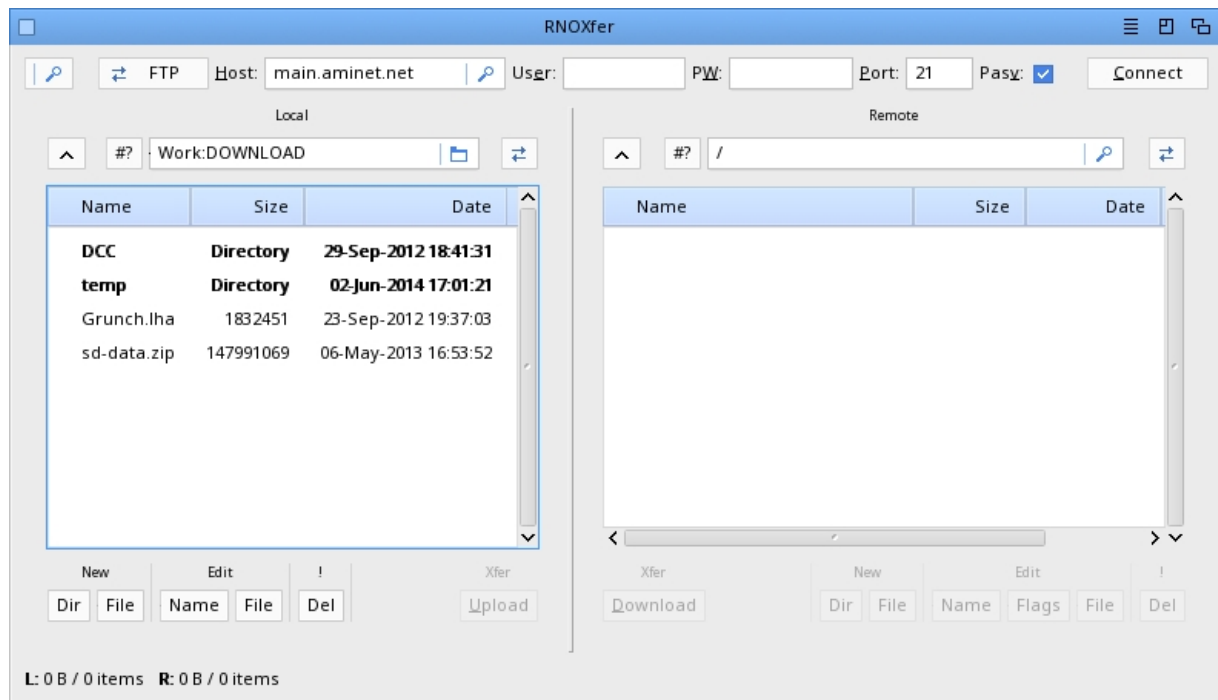 RNOXfer
FTP Host: main.aminet.net User: PW: Port: 21 Pasv: Connect
Local Remote
#? Work:DOWNLOAD #? /
Name Size Date Name Size Date
DCC Directory 29-Sep-2012 18:41:31
temp Directory 02-Jun-2014 17:01:21
Grunch.lha 1832451 23-Sep-2012 19:37:03
sd-data.zip 147991069 06-May-2013 16:53:52
New Edit ! Xfer Xfer New Edit !
Dir File Name File Del Upload Download Dir File Name Flags File Del
L: 0 B / 0 items R: 0 B / 0 items